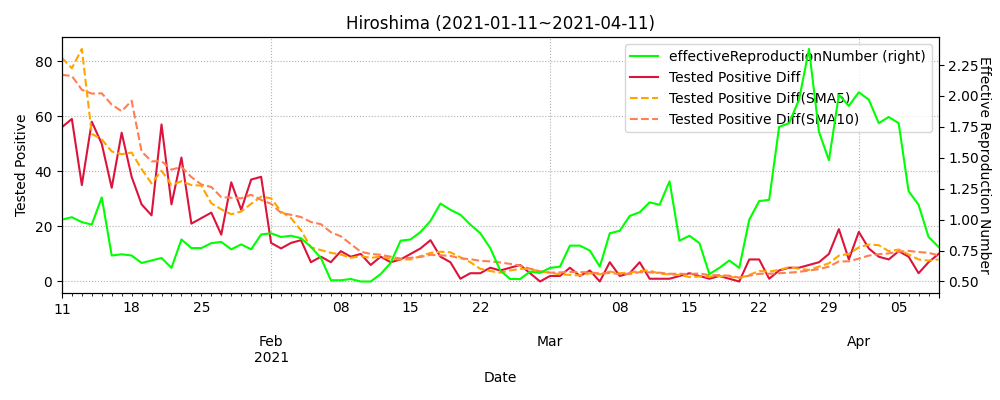 Hiroshima (2021-01-11~2021-04-11)
effectiveReproductionNumber (right)
Tested Positive Diff
Tested Positive Diff(SMA5)
Tested Positive Diff(SMA10)
Tested Positive
80
60
40
20
0
Effective Reproduction Number
2.25
2.00
1.75
1.50
1.25
1.00
0.75
0.50
11 18 25 08 15 22 08 15 22 29 05
Feb Mar Apr
2021
Date